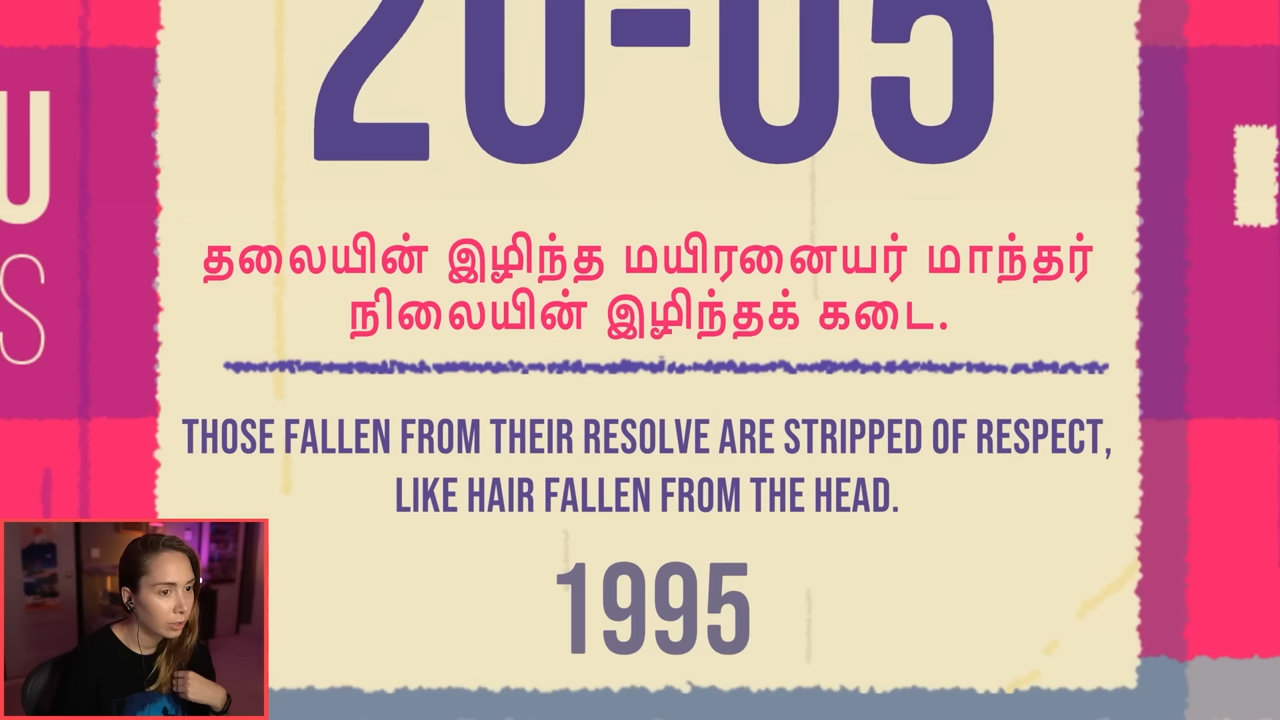 20-05
U
S
தலையின் இழிந்த மயிரனையர் மாந்தர்
நிலையின் இழிந்தக் கடை.
THOSE FALLEN FROM THEIR RESOLVE ARE STRIPPED OF RESPECT,
LIKE HAIR FALLEN FROM THE HEAD.
1995